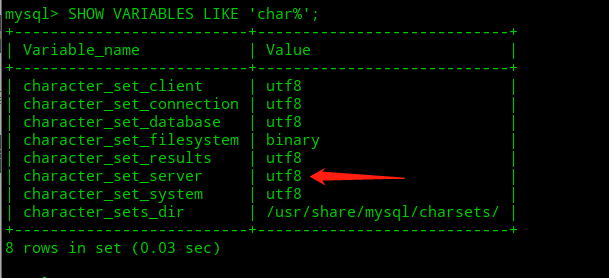 mysql> SHOW VARIABLES LIKE 'char%';
+--------------------------+----------------------------+
| Variable_name | Value |
+--------------------------+----------------------------+
| character_set_client | utf8 |
| character_set_connection | utf8 |
| character_set_database | utf8 |
| character_set_filesystem | binary |
| character_set_results | utf8 |
| character_set_server | utf8 |
| character_set_system | utf8 |
| character_sets_dir | /usr/share/mysql/charsets/ |
+--------------------------+----------------------------+
8 rows in set (0.03 sec)